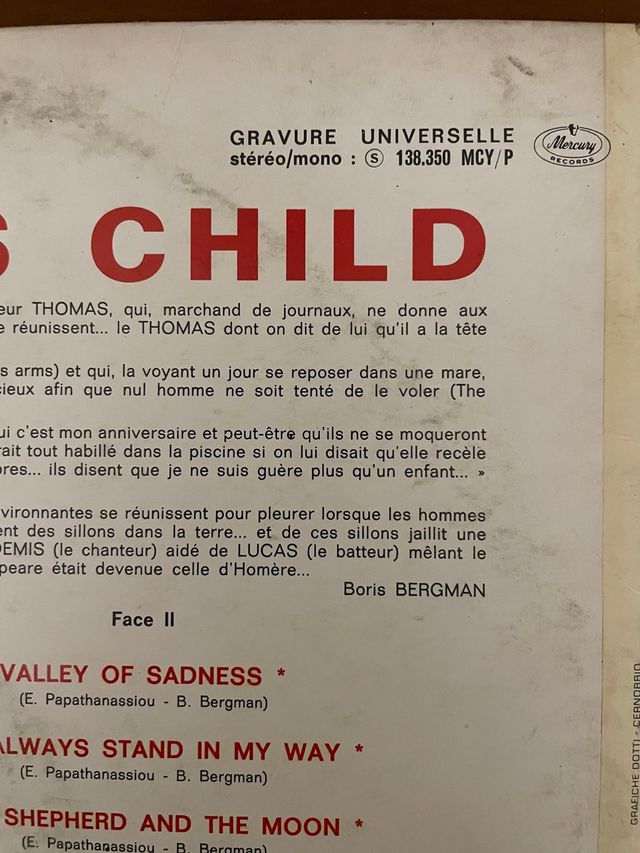 GRAVURE UNIVERSELLE
stéréo/mono : Ⓢ 138.350 MCY/P
Mercury
RECORDS
S CHILD
eur THOMAS, qui, marchand de journaux, ne donne aux
e réunissent... le THOMAS dont on dit de lui qu'il a la tête
s arms) et qui, la voyant un jour se reposer dans une mare,
cieux afin que nul homme ne soit tenté de le voler (The
ui c'est mon anniversaire et peut-être qu'ils ne se moqueront
rait tout habillé dans la piscine si on lui disait qu'elle recèle
bres... ils disent que je ne suis guère plus qu'un enfant... »
vironnantes se réunissent pour pleurer lorsque les hommes
ent des sillons dans la terre... et de ces sillons jaillit une
DEMIS (le chanteur) aidé de LUCAS (le batteur) mêlant le
peare était devenue celle d'Homère...
Boris BERGMAN
Face II
VALLEY OF SADNESS *
(E. Papathanassiou - B. Bergman)
ALWAYS STAND IN MY WAY *
(E. Papathanassiou - B. Bergman)
SHEPHERD AND THE MOON *
(E. Papathanassiou - B. Bergman)
GRAFICHE DOTTI - CERNOBBIO